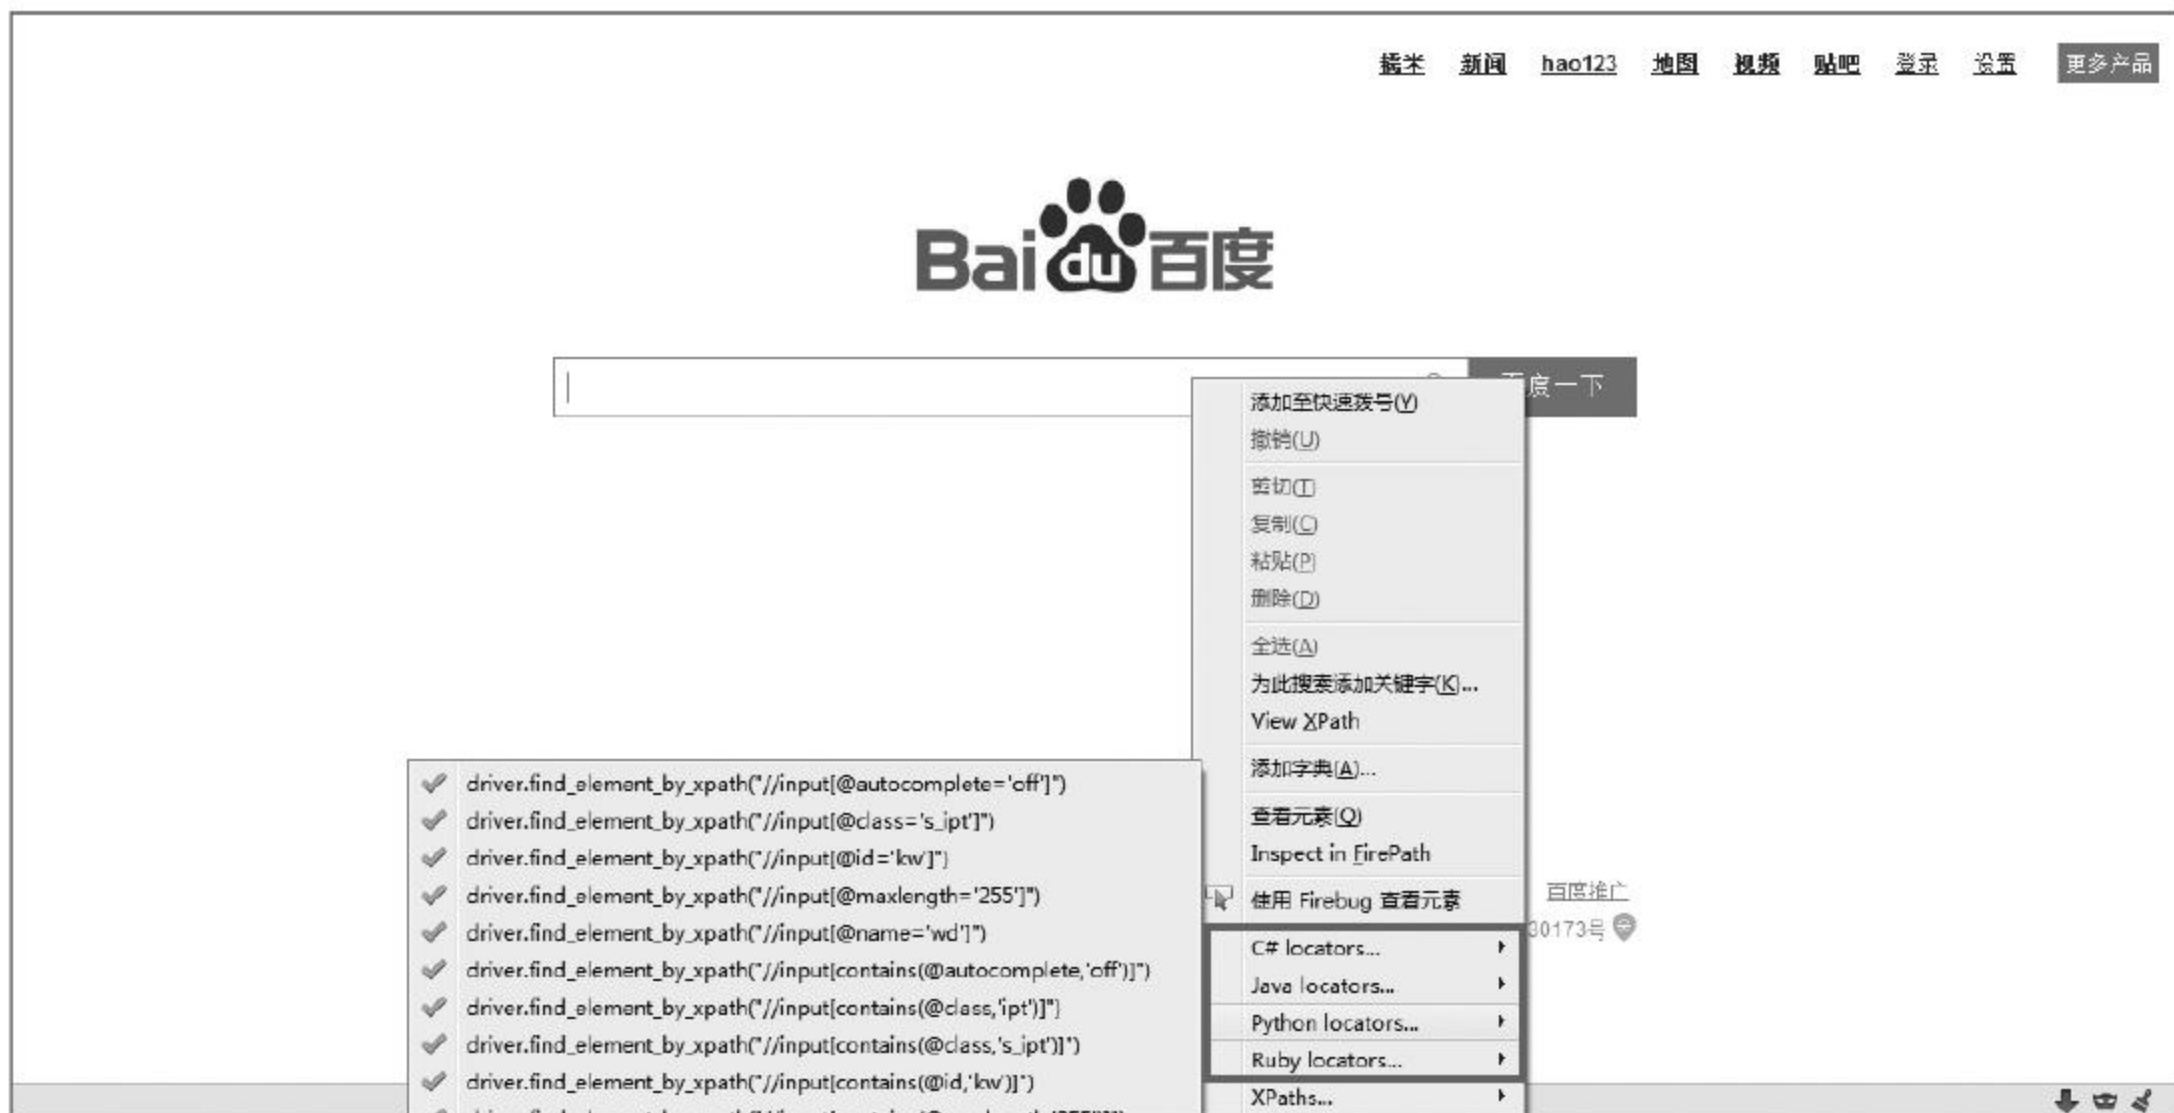 糯米 新闻 hao123 地图 视频 贴吧 登录 设置 更多产品
Baidu百度
度一下
添加至快速拨号(Y)
撤销(U)
剪切(T)
复制(C)
粘贴(P)
删除(D)
全选(A)
为此搜索添加关键字(K)...
View XPath
添加字典(A)...
查看元素(Q)
Inspect in FirePath
使用 Firebug 查看元素
C# locators...
Java locators...
Python locators...
Ruby locators...
XPaths...
driver.find_element_by_xpath("//input[@autocomplete='off']")
driver.find_element_by_xpath("//input[@class='s_ipt']")
driver.find_element_by_xpath("//input[@id='kw']")
driver.find_element_by_xpath("//input[@maxlength='255']")
driver.find_element_by_xpath("//input[@name='wd']")
driver.find_element_by_xpath("//input[contains(@autocomplete,'off')]")
driver.find_element_by_xpath("//input[contains(@class,'ipt')]")
driver.find_element_by_xpath("//input[contains(@class,'s_ipt')]")
driver.find_element_by_xpath("//input[contains(@id,'kw')]")
百度推广
30173号